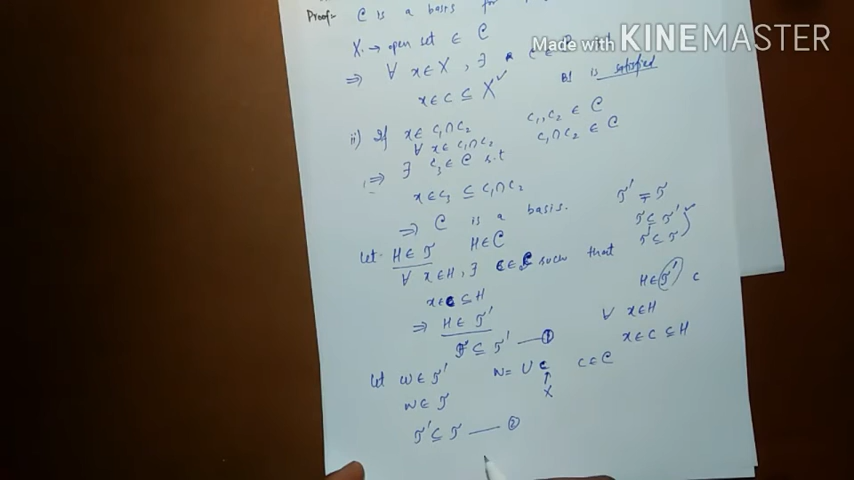 Made with KINEMASTER
Proof:- C is a basis for
X → open set ∈ C
⇒ ∀ x ∈ X, ∃
x ∈ C ⊆ X ✓
B1 is satisfied
ii) If x ∈ C₁∩C₂ C₁, C₂ ∈ C
∀ x ∈ C₁∩C₂ C₁∩C₂ ∈ C
⇒ ∃ C₃ ∈ C s.t
x ∈ C₃ ⊆ C₁∩C₂
⇒ C is a basis.
𝒯' = 𝒯
𝒯 ⊆ 𝒯'
𝒯' ⊆ 𝒯
Let H ∈ 𝒯 H ∈ C
∀ x ∈ H, ∃ C ∈ C such that
x ∈ C ⊆ H
⇒ H ∈ 𝒯'
𝒯 ⊆ 𝒯' — ①
H ∈ 𝒯' C
∀ x ∈ H
x ∈ C ⊆ H
Let W ∈ 𝒯' W = ∪ C C ∈ C
↑
X
W ∈ 𝒯
𝒯' ⊆ 𝒯 — ②